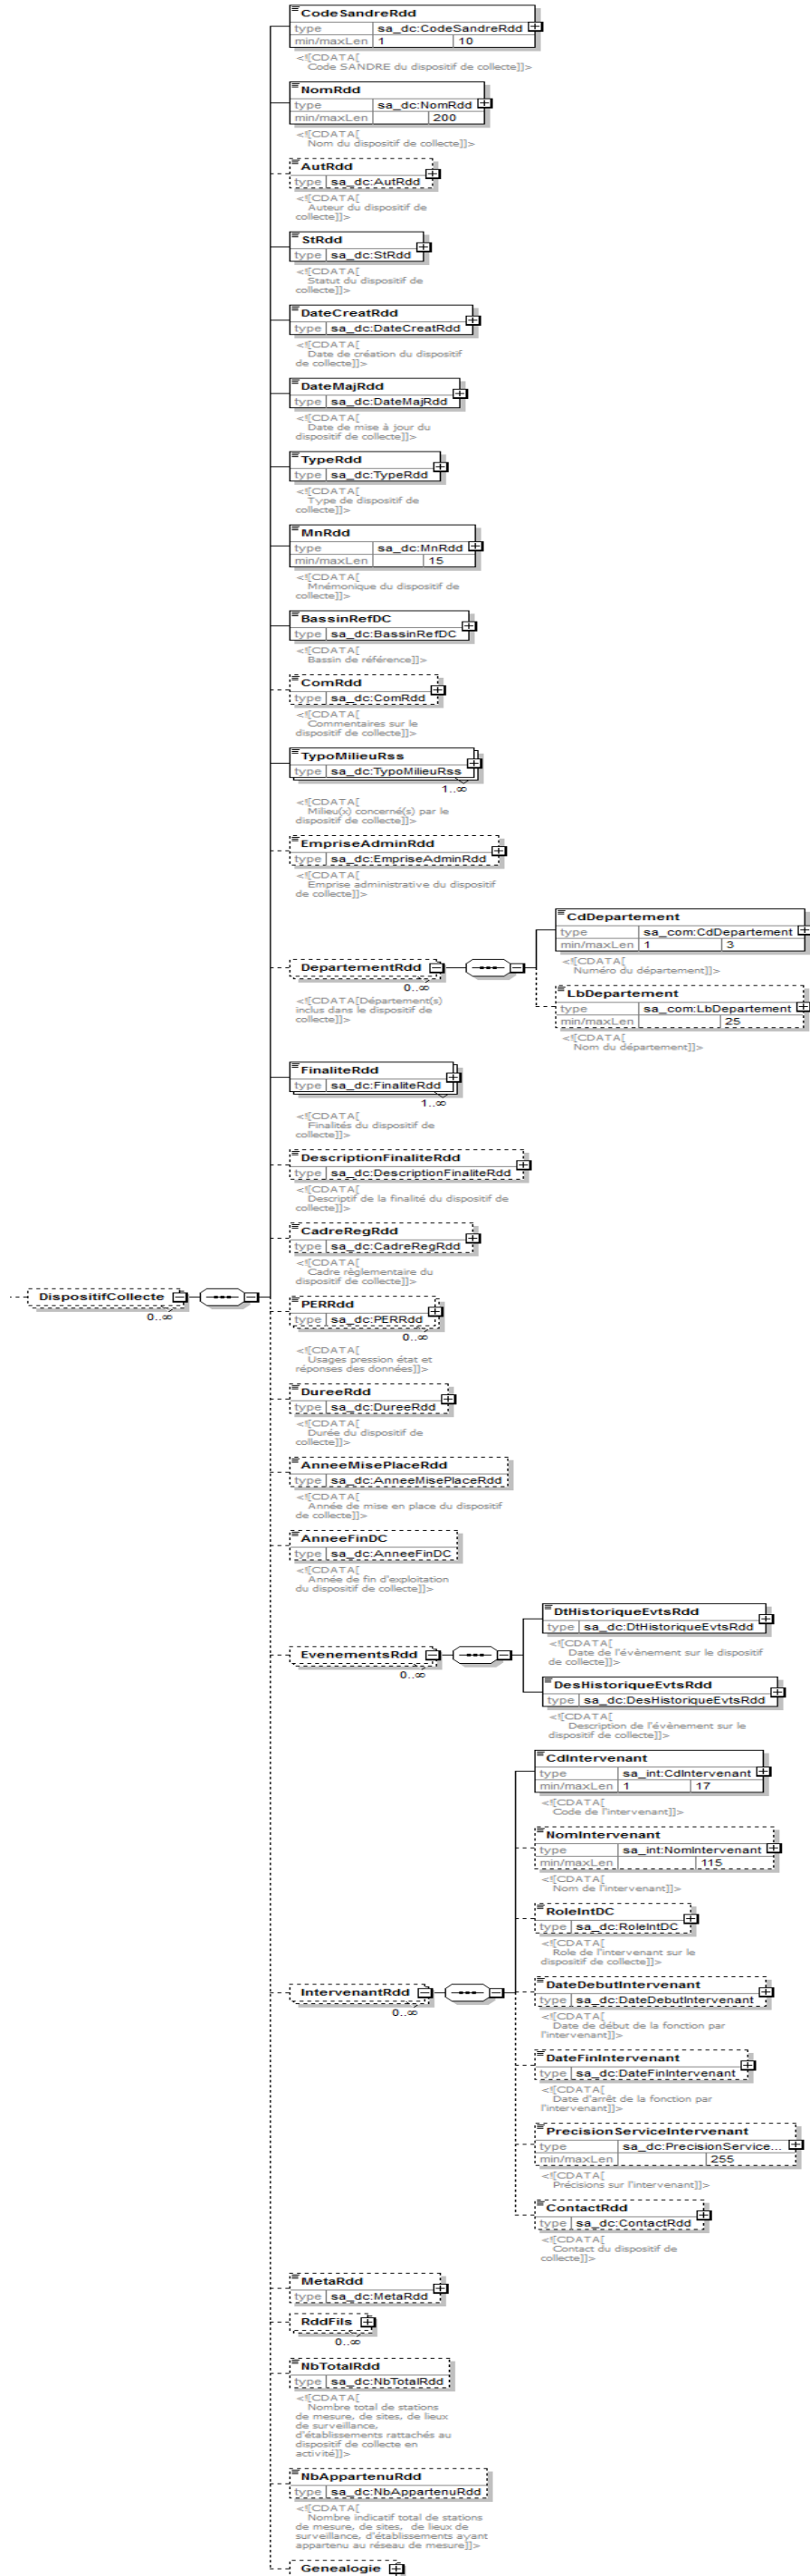 CodeSandreRdd
type sa_dc:CodeSandreRdd
min/maxLen 1 10
<![CDATA[
Code SANDRE du dispositif de collecte]]>
NomRdd
type sa_dc:NomRdd
min/maxLen 200
<![CDATA[
Nom du dispositif de collecte]]>
AutRdd
type sa_dc:AutRdd
<![CDATA[
Auteur du dispositif de
collecte]]>
StRdd
type sa_dc:StRdd
<![CDATA[
Statut du dispositif de
collecte]]>
DateCreatRdd
type sa_dc:DateCreatRdd
<![CDATA[
Date de création du dispositif
de collecte]]>
DateMajRdd
type sa_dc:DateMajRdd
<![CDATA[
Date de mise à jour du
dispositif de collecte]]>
TypeRdd
type sa_dc:TypeRdd
<![CDATA[
Type de dispositif de
collecte]]>
MnRdd
type sa_dc:MnRdd
min/maxLen 15
<![CDATA[
Mnémonique du dispositif de
collecte]]>
BassinRefDC
type sa_dc:BassinRefDC
<![CDATA[
Bassin de référence]]>
ComRdd
type sa_dc:ComRdd
<![CDATA[
Commentaires sur le
dispositif de collecte]]>
TypoMilieuRss
type sa_dc:TypoMilieuRss
1..∞
<![CDATA[
Milieu(x) concerné(s) par le
dispositif de collecte]]>
EmpriseAdminRdd
type sa_dc:EmpriseAdminRdd
<![CDATA[
Emprise administrative du dispositif
de collecte]]>
DepartementRdd
0..∞
<![CDATA[Département(s)
inclus dans le dispositif de
collecte]]>
CdDepartement
type sa_com:CdDepartement
min/maxLen 1 3
<![CDATA[
Numéro du département]]>
LbDepartement
type sa_com:LbDepartement
min/maxLen 25
<![CDATA[
Nom du département]]>
FinaliteRdd
type sa_dc:FinaliteRdd
1..∞
<![CDATA[
Finalités du dispositif de
collecte]]>
DescriptionFinaliteRdd
type sa_dc:DescriptionFinaliteRdd
<![CDATA[
Descriptif de la finalité du dispositif de
collecte]]>
CadreRegRdd
type sa_dc:CadreRegRdd
<![CDATA[
Cadre règlementaire du
dispositif de collecte]]>
DispositifCollecte
0..∞
PERRdd
type sa_dc:PERRdd
0..∞
<![CDATA[
Usages pression état et
réponses des données]]>
DureeRdd
type sa_dc:DureeRdd
<![CDATA[
Durée du dispositif de
collecte]]>
AnneeMisePlaceRdd
type sa_dc:AnneeMisePlaceRdd
<![CDATA[
Année de mise en place du dispositif
de collecte]]>
AnneeFinDC
type sa_dc:AnneeFinDC
<![CDATA[
Année de fin d'exploitation
du dispositif de collecte]]>
EvenementsRdd
0..∞
DtHistoriqueEvtsRdd
type sa_dc:DtHistoriqueEvtsRdd
<![CDATA[
Date de l'évènement sur le dispositif
de collecte]]>
DesHistoriqueEvtsRdd
type sa_dc:DesHistoriqueEvtsRdd
<![CDATA[
Description de l'évènement sur le
dispositif de collecte]]>
IntervenantRdd
0..∞
CdIntervenant
type sa_int:CdIntervenant
min/maxLen 1 17
<![CDATA[
Code de l'intervenant]]>
NomIntervenant
type sa_int:NomIntervenant
min/maxLen 115
<![CDATA[
Nom de l'intervenant]]>
RoleIntDC
type sa_dc:RoleIntDC
<![CDATA[
Role de l'intervenant sur le
dispositif de collecte]]>
DateDebutIntervenant
type sa_dc:DateDebutIntervenant
<![CDATA[
Date de début de la fonction par
l'intervenant]]>
DateFinIntervenant
type sa_dc:DateFinIntervenant
<![CDATA[
Date d'arrêt de la fonction par
l'intervenant]]>
PrecisionServiceIntervenant
type sa_dc:PrecisionService...
min/maxLen 255
<![CDATA[
Précisions sur l'intervenant]]>
ContactRdd
type sa_dc:ContactRdd
<![CDATA[
Contact du dispositif de
collecte]]>
MetaRdd
type sa_dc:MetaRdd
RddFils
0..∞
NbTotalRdd
type sa_dc:NbTotalRdd
<![CDATA[
Nombre total de stations
de mesure, de sites, de lieux
de surveillance,
d'établissements rattachés au
dispositif de collecte en
activité]]>
NbAppartenuRdd
type sa_dc:NbAppartenuRdd
<![CDATA[
Nombre indicatif total de stations
de mesure, de sites, de lieux de
surveillance, d'établissements ayant
appartenu au réseau de mesure]]>
Genealogie